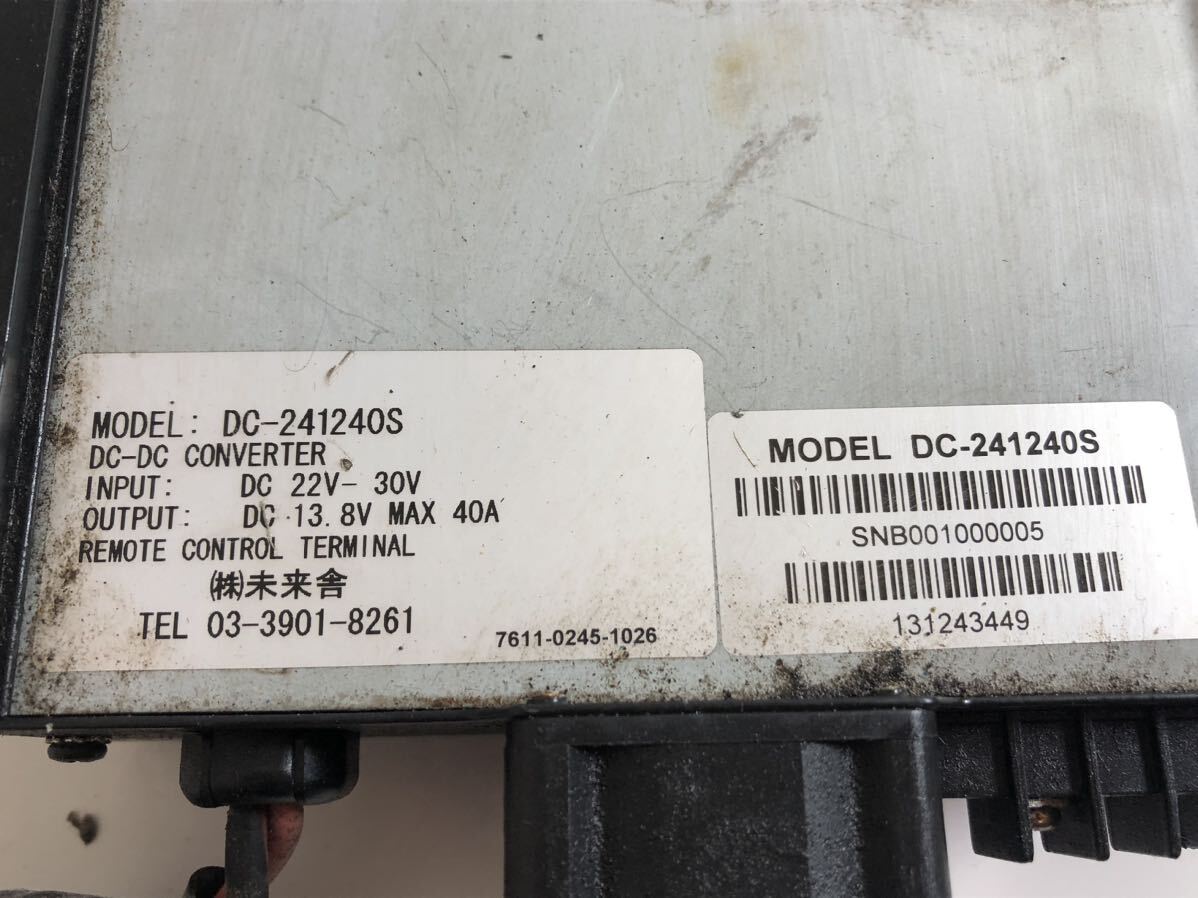 MODEL: DC-241240S
DC-DC CONVERTER
INPUT: DC 22V- 30V
OUTPUT: DC 13.8V MAX 40A
REMOTE CONTROL TERMINAL
㈱未来舎
TEL 03-3901-8261
7611-0245-1026
MODEL DC-241240S
SNB001000005
131243449